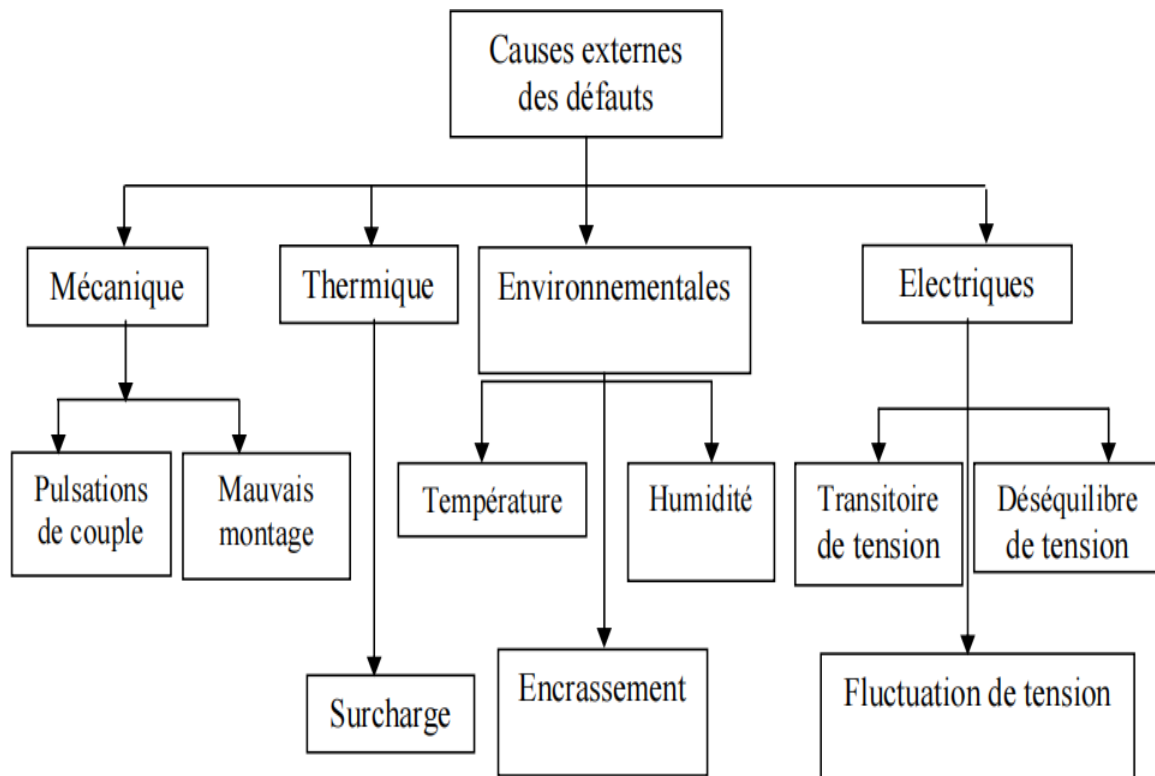 Causes externes
des défauts
Mécanique
Thermique
Environnementales
Electriques
Pulsations
de couple
Mauvais
montage
Température
Humidité
Transitoire
de tension
Déséquilibre
de tension
Surcharge
Encrassement
Fluctuation de tension